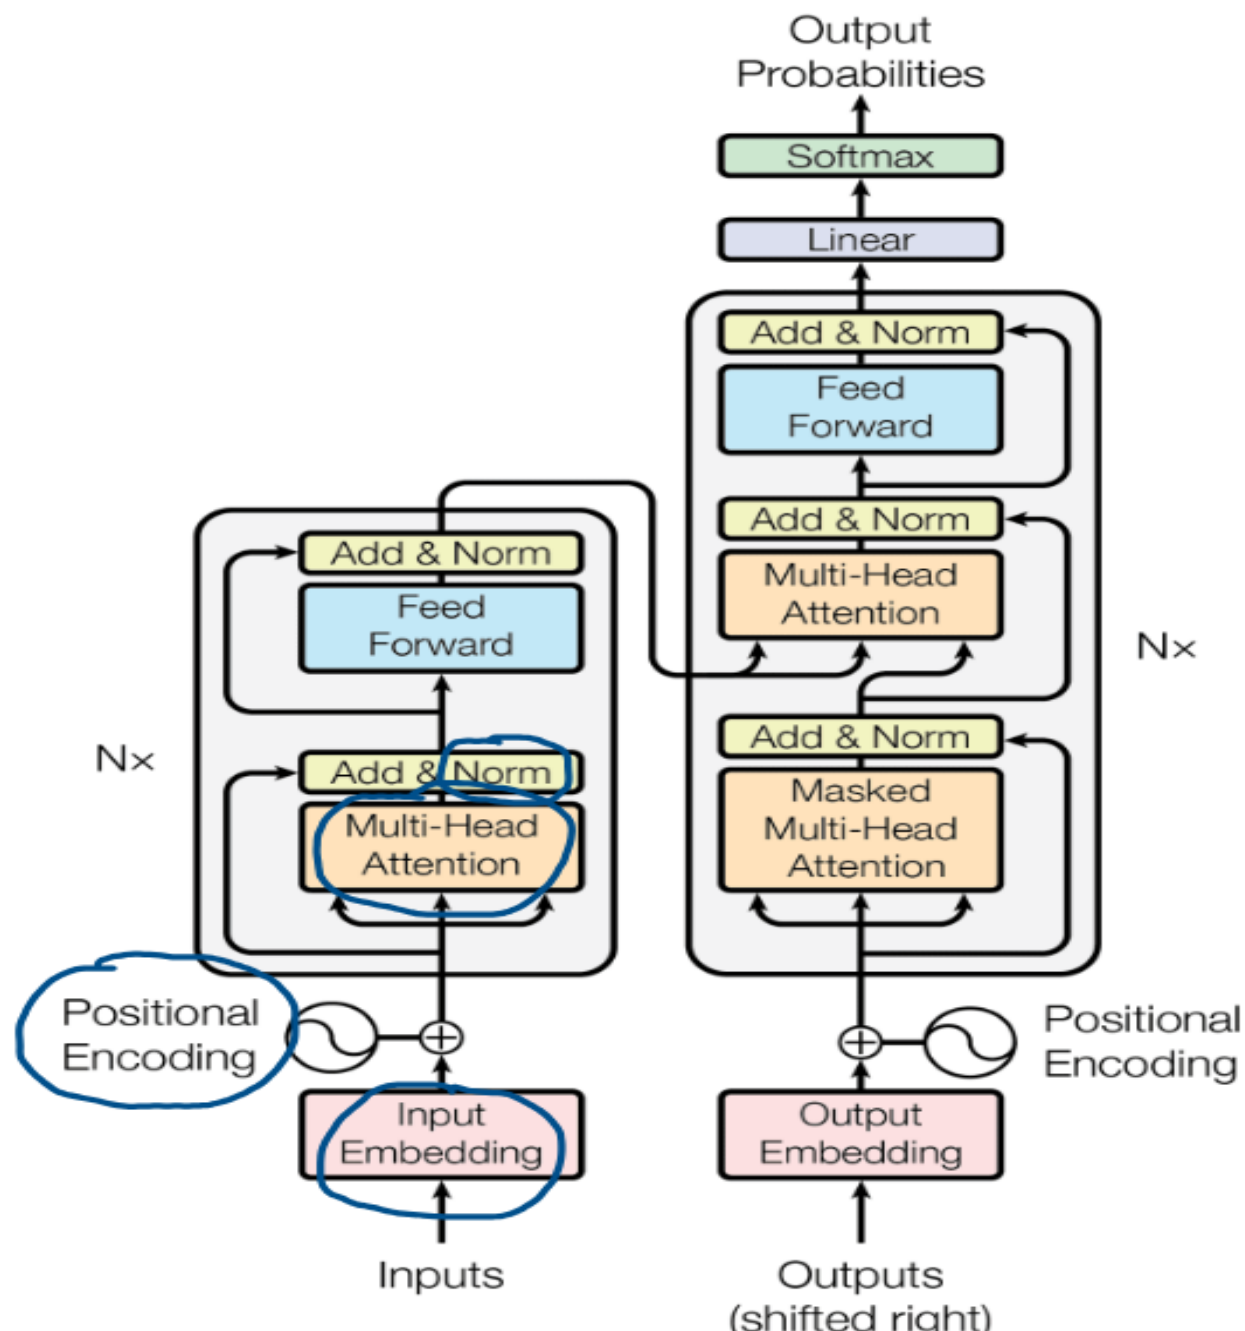 Output
Probabilities
Softmax
Linear
Add & Norm
Feed
Forward
Add & Norm
Multi-Head
Attention
Add & Norm
Masked
Multi-Head
Attention
Nx
Positional
Encoding
Output
Embedding
Outputs
(shifted right)
Add & Norm
Feed
Forward
Add & Norm
Multi-Head
Attention
Nx
Positional
Encoding
Input
Embedding
Inputs